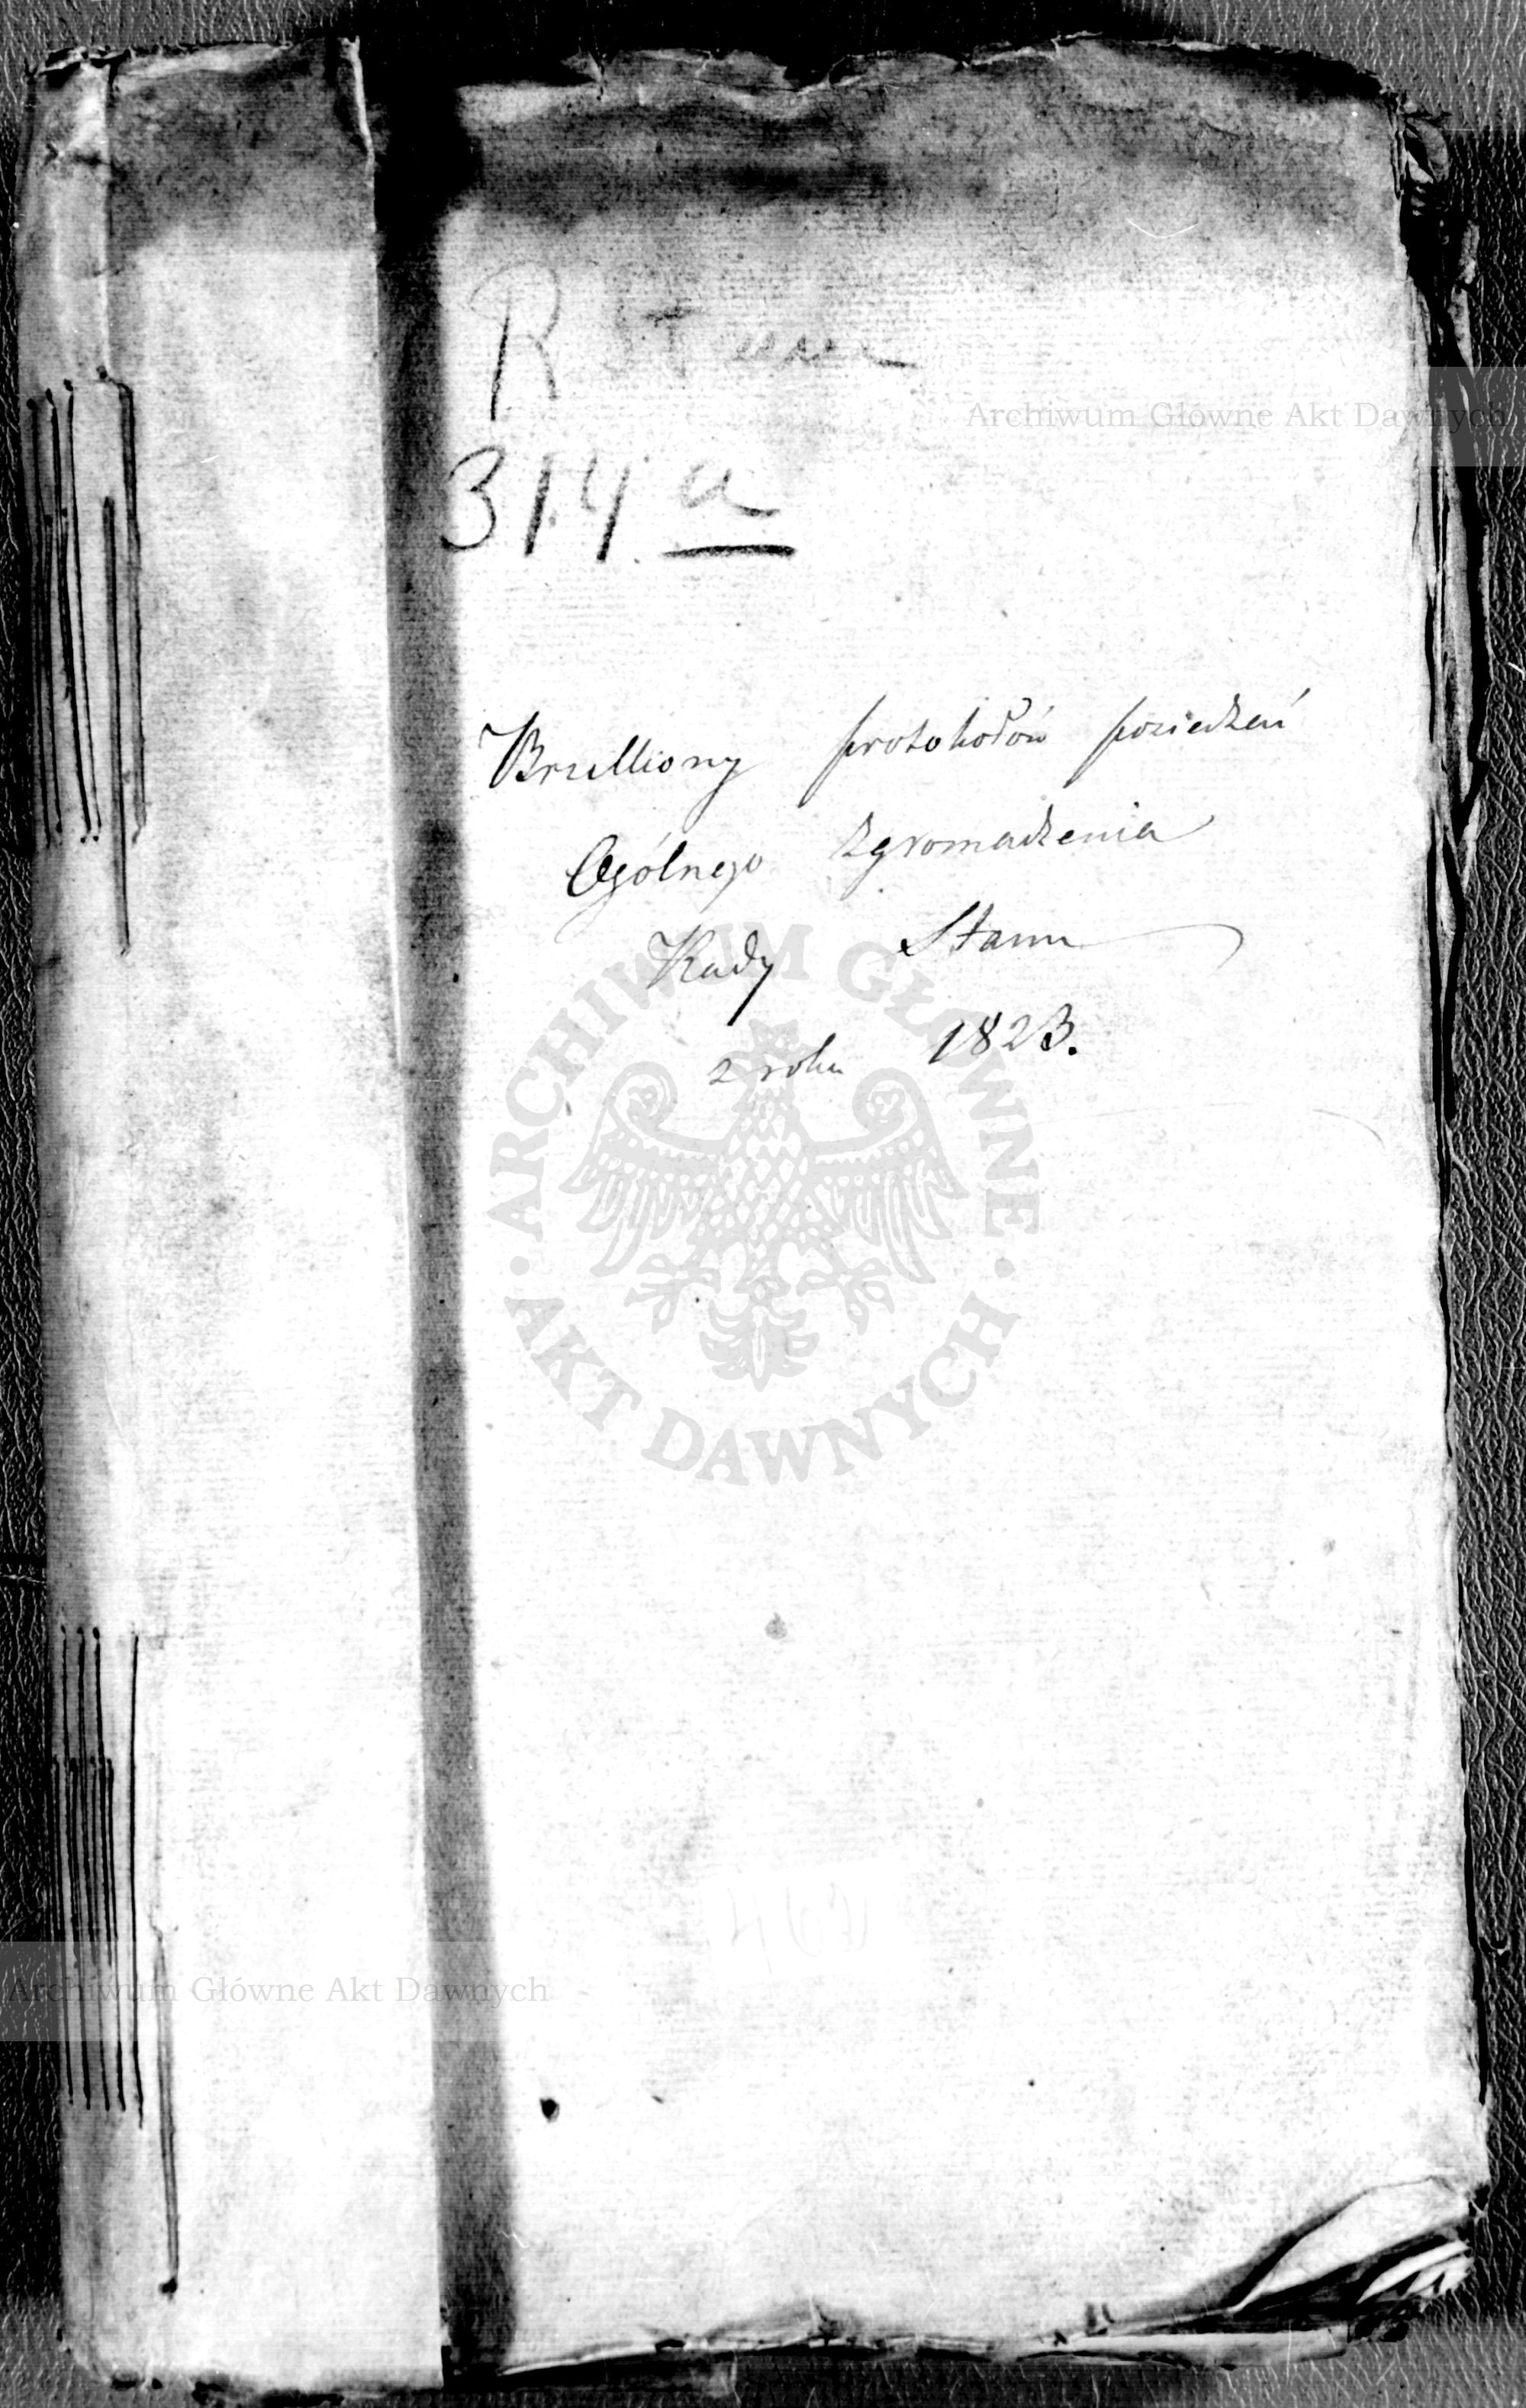 R Stanu
Archiwum Główne Akt Dawnych
314 a
Brulliony protokołów posiedzeń
Ogólnego Zgromadzenia
Rady Stanu
z roku 1823.
ARCHIWUM GŁÓWNE
AKT DAWNYCH
Archiwum Główne Akt Dawnych